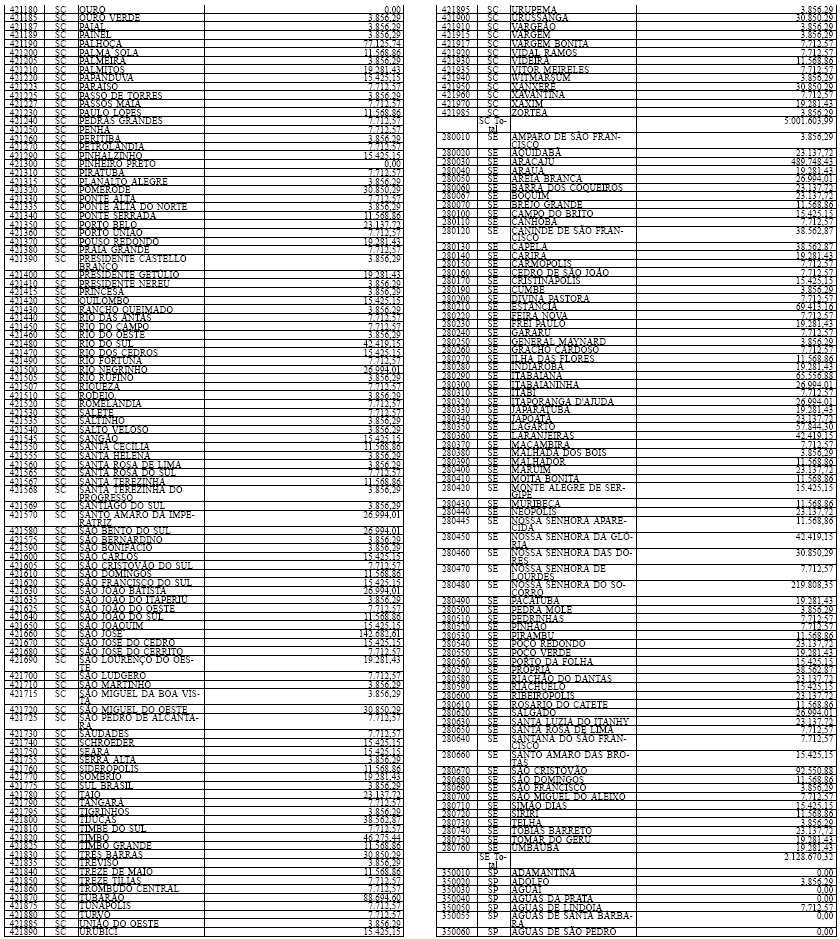 421180 SC OURO 0,00
421185 SC OURO VERDE 3.856,29
421187 SC PAIAL 3.856,29
421189 SC PAINEL 3.856,29
421190 SC PALHOÇA 77.125,74
421200 SC PALMA SOLA 11.568,86
421205 SC PALMEIRA 3.856,29
421210 SC PALMITOS 19.281,43
421220 SC PAPANDUVA 15.425,15
421223 SC PARAÍSO 7.712,57
421225 SC PASSO DE TORRES 3.856,29
421227 SC PASSOS MAIA 7.712,57
421230 SC PAULO LOPES 11.568,86
421240 SC PEDRAS GRANDES 7.712,57
421250 SC PENHA 7.712,57
421260 SC PERITIBA 3.856,29
421270 SC PETROLÂNDIA 7.712,57
421290 SC PINHALZINHO 15.425,15
421300 SC PINHEIRO PRETO 0,00
421310 SC PIRATUBA 7.712,57
421315 SC PLANALTO ALEGRE 3.856,29
421320 SC POMERODE 30.850,29
421330 SC PONTE ALTA 7.712,57
421335 SC PONTE ALTA DO NORTE 3.856,29
421340 SC PONTE SERRADA 11.568,86
421350 SC PORTO BELO 23.137,72
421360 SC PORTO UNIÃO 7.712,57
421370 SC POUSO REDONDO 19.281,43
421380 SC PRAIA GRANDE 7.712,57
421390 SC PRESIDENTE CASTELLO 3.856,29
BRANCO
421400 SC PRESIDENTE GETÚLIO 19.281,43
421410 SC PRESIDENTE NEREU 3.856,29
421415 SC PRINCESA 3.856,29
421420 SC QUILOMBO 15.425,15
421430 SC RANCHO QUEIMADO 3.856,29
421440 SC RIO DAS ANTAS 7.712,57
421450 SC RIO DO CAMPO 7.712,57
421460 SC RIO DO OESTE 3.856,29
421480 SC RIO DO SUL 42.419,15
421470 SC RIO DOS CEDROS 15.425,15
421490 SC RIO FORTUNA 7.712,57
421500 SC RIO NEGRINHO 26.994,01
421505 SC RIO RUFINO 3.856,29
421507 SC RIQUEZA 7.712,57
421510 SC RODEIO 3.856,29
421520 SC ROMELÂNDIA 7.712,57
421530 SC SALETE 7.712,57
421535 SC SALTINHO 3.856,29
421540 SC SALTO VELOSO 3.856,29
421545 SC SANGÃO 15.425,15
421550 SC SANTA CECÍLIA 11.568,86
421555 SC SANTA HELENA 3.856,29
421560 SC SANTA ROSA DE LIMA 3.856,29
421565 SC SANTA ROSA DO SUL 7.712,57
421567 SC SANTA TEREZINHA 11.568,86
421568 SC SANTA TEREZINHA DO 3.856,29
PROGRESSO
421569 SC SANTIAGO DO SUL 3.856,29
421570 SC SANTO AMARO DA IMPE- 26.994,01
RATRIZ
421580 SC SÃO BENTO DO SUL 26.994,01
421575 SC SÃO BERNARDINO 3.856,29
421590 SC SÃO BONIFÁCIO 3.856,29
421600 SC SÃO CARLOS 15.425,15
421605 SC SÃO CRISTOVÃO DO SUL 7.712,57
421610 SC SÃO DOMINGOS 11.568,86
421620 SC SÃO FRANCISCO DO SUL 15.425,15
421630 SC SÃO JOÃO BATISTA 26.994,01
421635 SC SÃO JOÃO DO ITAPERIÚ 3.856,29
421625 SC SÃO JOÃO DO OESTE 7.712,57
421640 SC SÃO JOÃO DO SUL 11.568,86
421650 SC SÃO JOAQUIM 15.425,15
421660 SC SÃO JOSÉ 142.682,61
421670 SC SÃO JOSÉ DO CEDRO 15.425,15
421680 SC SÃO JOSÉ DO CERRITO 7.712,57
421690 SC SÃO LOURENÇO DO OES- 19.281,43
TE
421700 SC SÃO LUDGERO 7.712,57
421710 SC SÃO MARTINHO 3.856,29
421715 SC SÃO MIGUEL DA BOA VIS- 3.856,29
TA
421720 SC SÃO MIGUEL DO OESTE 30.850,29
421725 SC SÃO PEDRO DE ALCÂNTA- 7.712,57
RA
421730 SC SAUDADES 7.712,57
421740 SC SCHROEDER 15.425,15
421750 SC SEARA 15.425,15
421755 SC SERRA ALTA 3.856,29
421760 SC SIDERÓPOLIS 11.568,86
421770 SC SOMBRIO 19.281,43
421775 SC SUL BRASIL 3.856,29
421780 SC TAIÓ 23.137,72
421790 SC TANGARÁ 7.712,57
421795 SC TIGRINHOS 3.856,29
421800 SC TIJUCAS 38.562,87
421810 SC TIMBÉ DO SUL 7.712,57
421820 SC TIMBÓ 46.275,44
421825 SC TIMBÓ GRANDE 11.568,86
421830 SC TRÊS BARRAS 30.850,29
421835 SC TREVISO 3.856,29
421840 SC TREZE DE MAIO 11.568,86
421850 SC TREZE TÍLIAS 7.712,57
421860 SC TROMBUDO CENTRAL 7.712,57
421870 SC TUBARÃO 88.694,60
421875 SC TUNÁPOLIS 7.712,57
421880 SC TURVO 7.712,57
421885 SC UNIÃO DO OESTE 3.856,29
421890 SC URUBICI 15.425,15
421895 SC URUPEMA 3.856,29
421900 SC URUSSANGA 30.850,29
421910 SC VARGEÃO 3.856,29
421915 SC VARGEM 3.856,29
421917 SC VARGEM BONITA 7.712,57
421920 SC VIDAL RAMOS 7.712,57
421930 SC VIDEIRA 11.568,86
421935 SC VITOR MEIRELES 7.712,57
421940 SC WITMARSUM 3.856,29
421950 SC XANXERÊ 30.850,29
421960 SC XAVANTINA 7.712,57
421970 SC XAXIM 19.281,43
421985 SC ZORTÉA 3.856,29
SC To- 5.001.603,99
tal
280010 SE AMPARO DE SÃO FRAN- 3.856,29
CISCO
280020 SE AQUIDABÃ 23.137,72
280030 SE ARACAJU 489.748,43
280040 SE ARAUÁ 19.281,43
280050 SE AREIA BRANCA 26.994,01
280060 SE BARRA DOS COQUEIROS 23.137,72
280067 SE BOQUIM 23.137,72
280070 SE BREJO GRANDE 11.568,86
280100 SE CAMPO DO BRITO 15.425,15
280110 SE CANHOBA 7.712,57
280120 SE CANINDÉ DE SÃO FRAN- 38.562,87
CISCO
280130 SE CAPELA 38.562,87
280140 SE CARIRA 19.281,43
280150 SE CARMÓPOLIS 7.712,57
280160 SE CEDRO DE SÃO JOÃO 7.712,57
280170 SE CRISTINÁPOLIS 15.425,15
280190 SE CUMBE 3.856,29
280200 SE DIVINA PASTORA 7.712,57
280210 SE ESTÂNCIA 69.413,16
280220 SE FEIRA NOVA 7.712,57
280230 SE FREI PAULO 19.281,43
280240 SE GARARU 7.712,57
280250 SE GENERAL MAYNARD 3.856,29
280260 SE GRACHO CARDOSO 7.712,57
280270 SE ILHA DAS FLORES 11.568,86
280280 SE INDIAROBA 19.281,43
280290 SE ITABAIANA 65.556,88
280300 SE ITABAIANINHA 26.994,01
280310 SE ITABI 7.712,57
280320 SE ITAPORANGA D'AJUDA 26.994,01
280330 SE JAPARATUBA 19.281,43
280340 SE JAPOATÃ 23.137,72
280350 SE LAGARTO 57.844,30
280360 SE LARANJEIRAS 42.419,15
280370 SE MACAMBIRA 7.712,57
280380 SE MALHADA DOS BOIS 3.856,29
280390 SE MALHADOR 11.568,86
280400 SE MARUIM 23.137,72
280410 SE MOITA BONITA 11.568,86
280420 SE MONTE ALEGRE DE SER- 15.425,15
GIPE
280430 SE MURIBECA 11.568,86
280440 SE NEÓPOLIS 23.137,72
280445 SE NOSSA SENHORA APARE- 11.568,86
CIDA
280450 SE NOSSA SENHORA DA GLÓ- 42.419,15
RIA
280460 SE NOSSA SENHORA DAS DO- 30.850,29
RES
280470 SE NOSSA SENHORA DE 7.712,57
LOURDES
280480 SE NOSSA SENHORA DO SO- 219.808,35
CORRO
280490 SE PACATUBA 19.281,43
280500 SE PEDRA MOLE 3.856,29
280510 SE PEDRINHAS 7.712,57
280520 SE PINHÃO 7.712,57
280530 SE PIRAMBU 11.568,86
280540 SE POÇO REDONDO 23.137,72
280550 SE POÇO VERDE 19.281,43
280560 SE PORTO DA FOLHA 15.425,15
280570 SE PROPRIÁ 38.562,87
280580 SE RIACHÃO DO DANTAS 23.137,72
280590 SE RIACHUELO 15.425,15
280600 SE RIBEIRÓPOLIS 23.137,72
280610 SE ROSÁRIO DO CATETE 11.568,86
280620 SE SALGADO 26.994,01
280630 SE SANTA LUZIA DO ITANHY 23.137,72
280650 SE SANTA ROSA DE LIMA 7.712,57
280640 SE SANTANA DO SÃO FRAN- 7.712,57
CISCO
280660 SE SANTO AMARO DAS BRO- 15.425,15
TAS
280670 SE SÃO CRISTÓVÃO 92.550,88
280680 SE SÃO DOMINGOS 11.568,86
280690 SE SÃO FRANCISCO 3.856,29
280700 SE SÃO MIGUEL DO ALEIXO 7.712,57
280710 SE SIMÃO DIAS 15.425,15
280720 SE SIRIRI 11.568,86
280730 SE TELHA 3.856,29
280740 SE TOBIAS BARRETO 23.137,72
280750 SE TOMAR DO GERU 19.281,43
280760 SE UMBAÚBA 19.281,43
SE To- 2.128.670,32
tal
350010 SP ADAMANTINA 0,00
350020 SP ADOLFO 3.856,29
350030 SP AGUAÍ 0,00
350040 SP ÁGUAS DA PRATA 0,00
350050 SP ÁGUAS DE LINDÓIA 7.712,57
350055 SP ÁGUAS DE SANTA BÁRBA- 0,00
RA
350060 SP ÁGUAS DE SÃO PEDRO 0,00